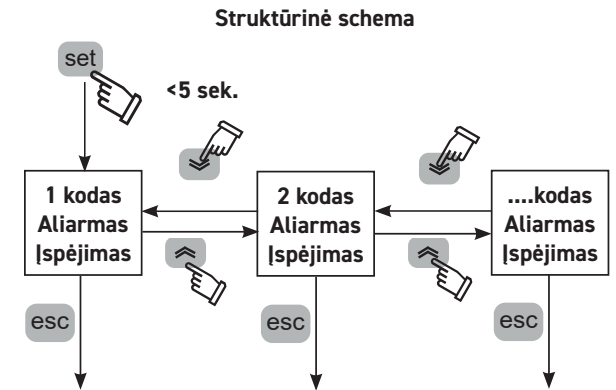 Struktūrinė schema
set
<5 sek.
1 kodas
Aliarmas
Įspėjimas
2 kodas
Aliarmas
Įspėjimas
....kodas
Aliarmas
Įspėjimas
esc
esc
esc